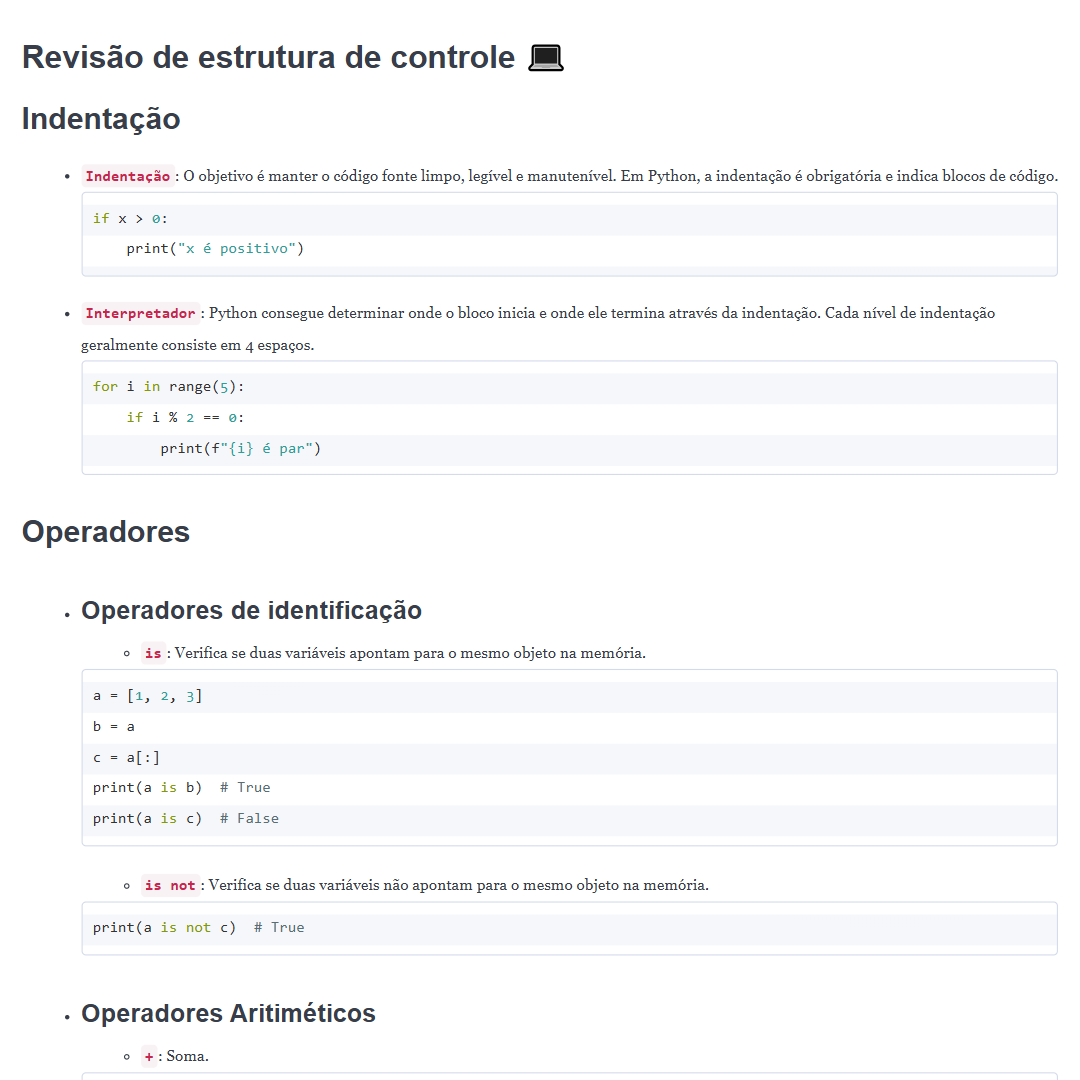 Revisão de estrutura de controle 💻
Indentação
• Indentação : O objetivo é manter o código fonte limpo, legível e manutenível. Em Python, a indentação é obrigatória e indica blocos de código.
if x > 0:
    print("x é positivo")
• Interpretador : Python consegue determinar onde o bloco inicia e onde ele termina através da indentação. Cada nível de indentação
geralmente consiste em 4 espaços.
for i in range(5):
    if i % 2 == 0:
        print(f"{i} é par")
Operadores
• Operadores de identificação
◦ is : Verifica se duas variáveis apontam para o mesmo objeto na memória.
a = [1, 2, 3]
b = a
c = a[:]
print(a is b)  # True
print(a is c)  # False
◦ is not : Verifica se duas variáveis não apontam para o mesmo objeto na memória.
print(a is not c)  # True
• Operadores Aritiméticos
◦ + : Soma.